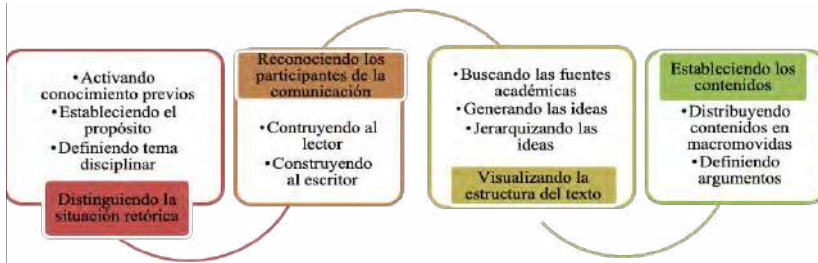 • Activando
conocimiento previos
• Estableciendo el
propósito
• Definiendo tema
disciplinar
Distinguiendo la
situación retórica
Reconociendo los
participantes de la
comunicación
• Contruyendo al
lector
• Construyendo
al escritor
• Buscando las fuentes
académicas
• Generando las ideas
• Jerarquizando las
ideas
Visualizando la
estructura del texto
Estableciendo los
contenidos
• Distribuyendo
contenidos en
macromovidas
• Definiendo
argumentos